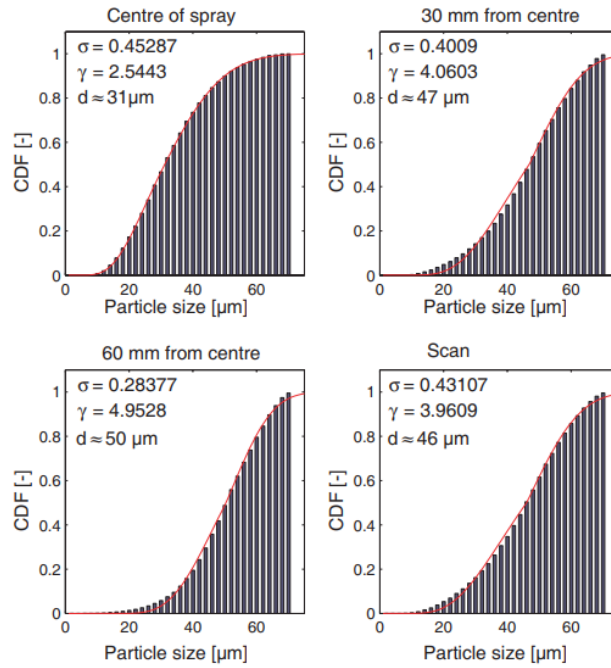 Centre of spray
σ = 0.45287
γ = 2.5443
d ≈ 31µm
CDF [-]
1
0.8
0.6
0.4
0.2
0
0 20 40 60
Particle size [µm]
30 mm from centre
σ = 0.4009
γ = 4.0603
d ≈ 47 µm
CDF [-]
1
0.8
0.6
0.4
0.2
0
0 20 40 60
Particle size [µm]
60 mm from centre
σ = 0.28377
γ = 4.9528
d ≈ 50 µm
CDF [-]
1
0.8
0.6
0.4
0.2
0
0 20 40 60
Particle size [µm]
Scan
σ = 0.43107
γ = 3.9609
d ≈ 46 µm
CDF [-]
1
0.8
0.6
0.4
0.2
0
0 20 40 60
Particle size [µm]